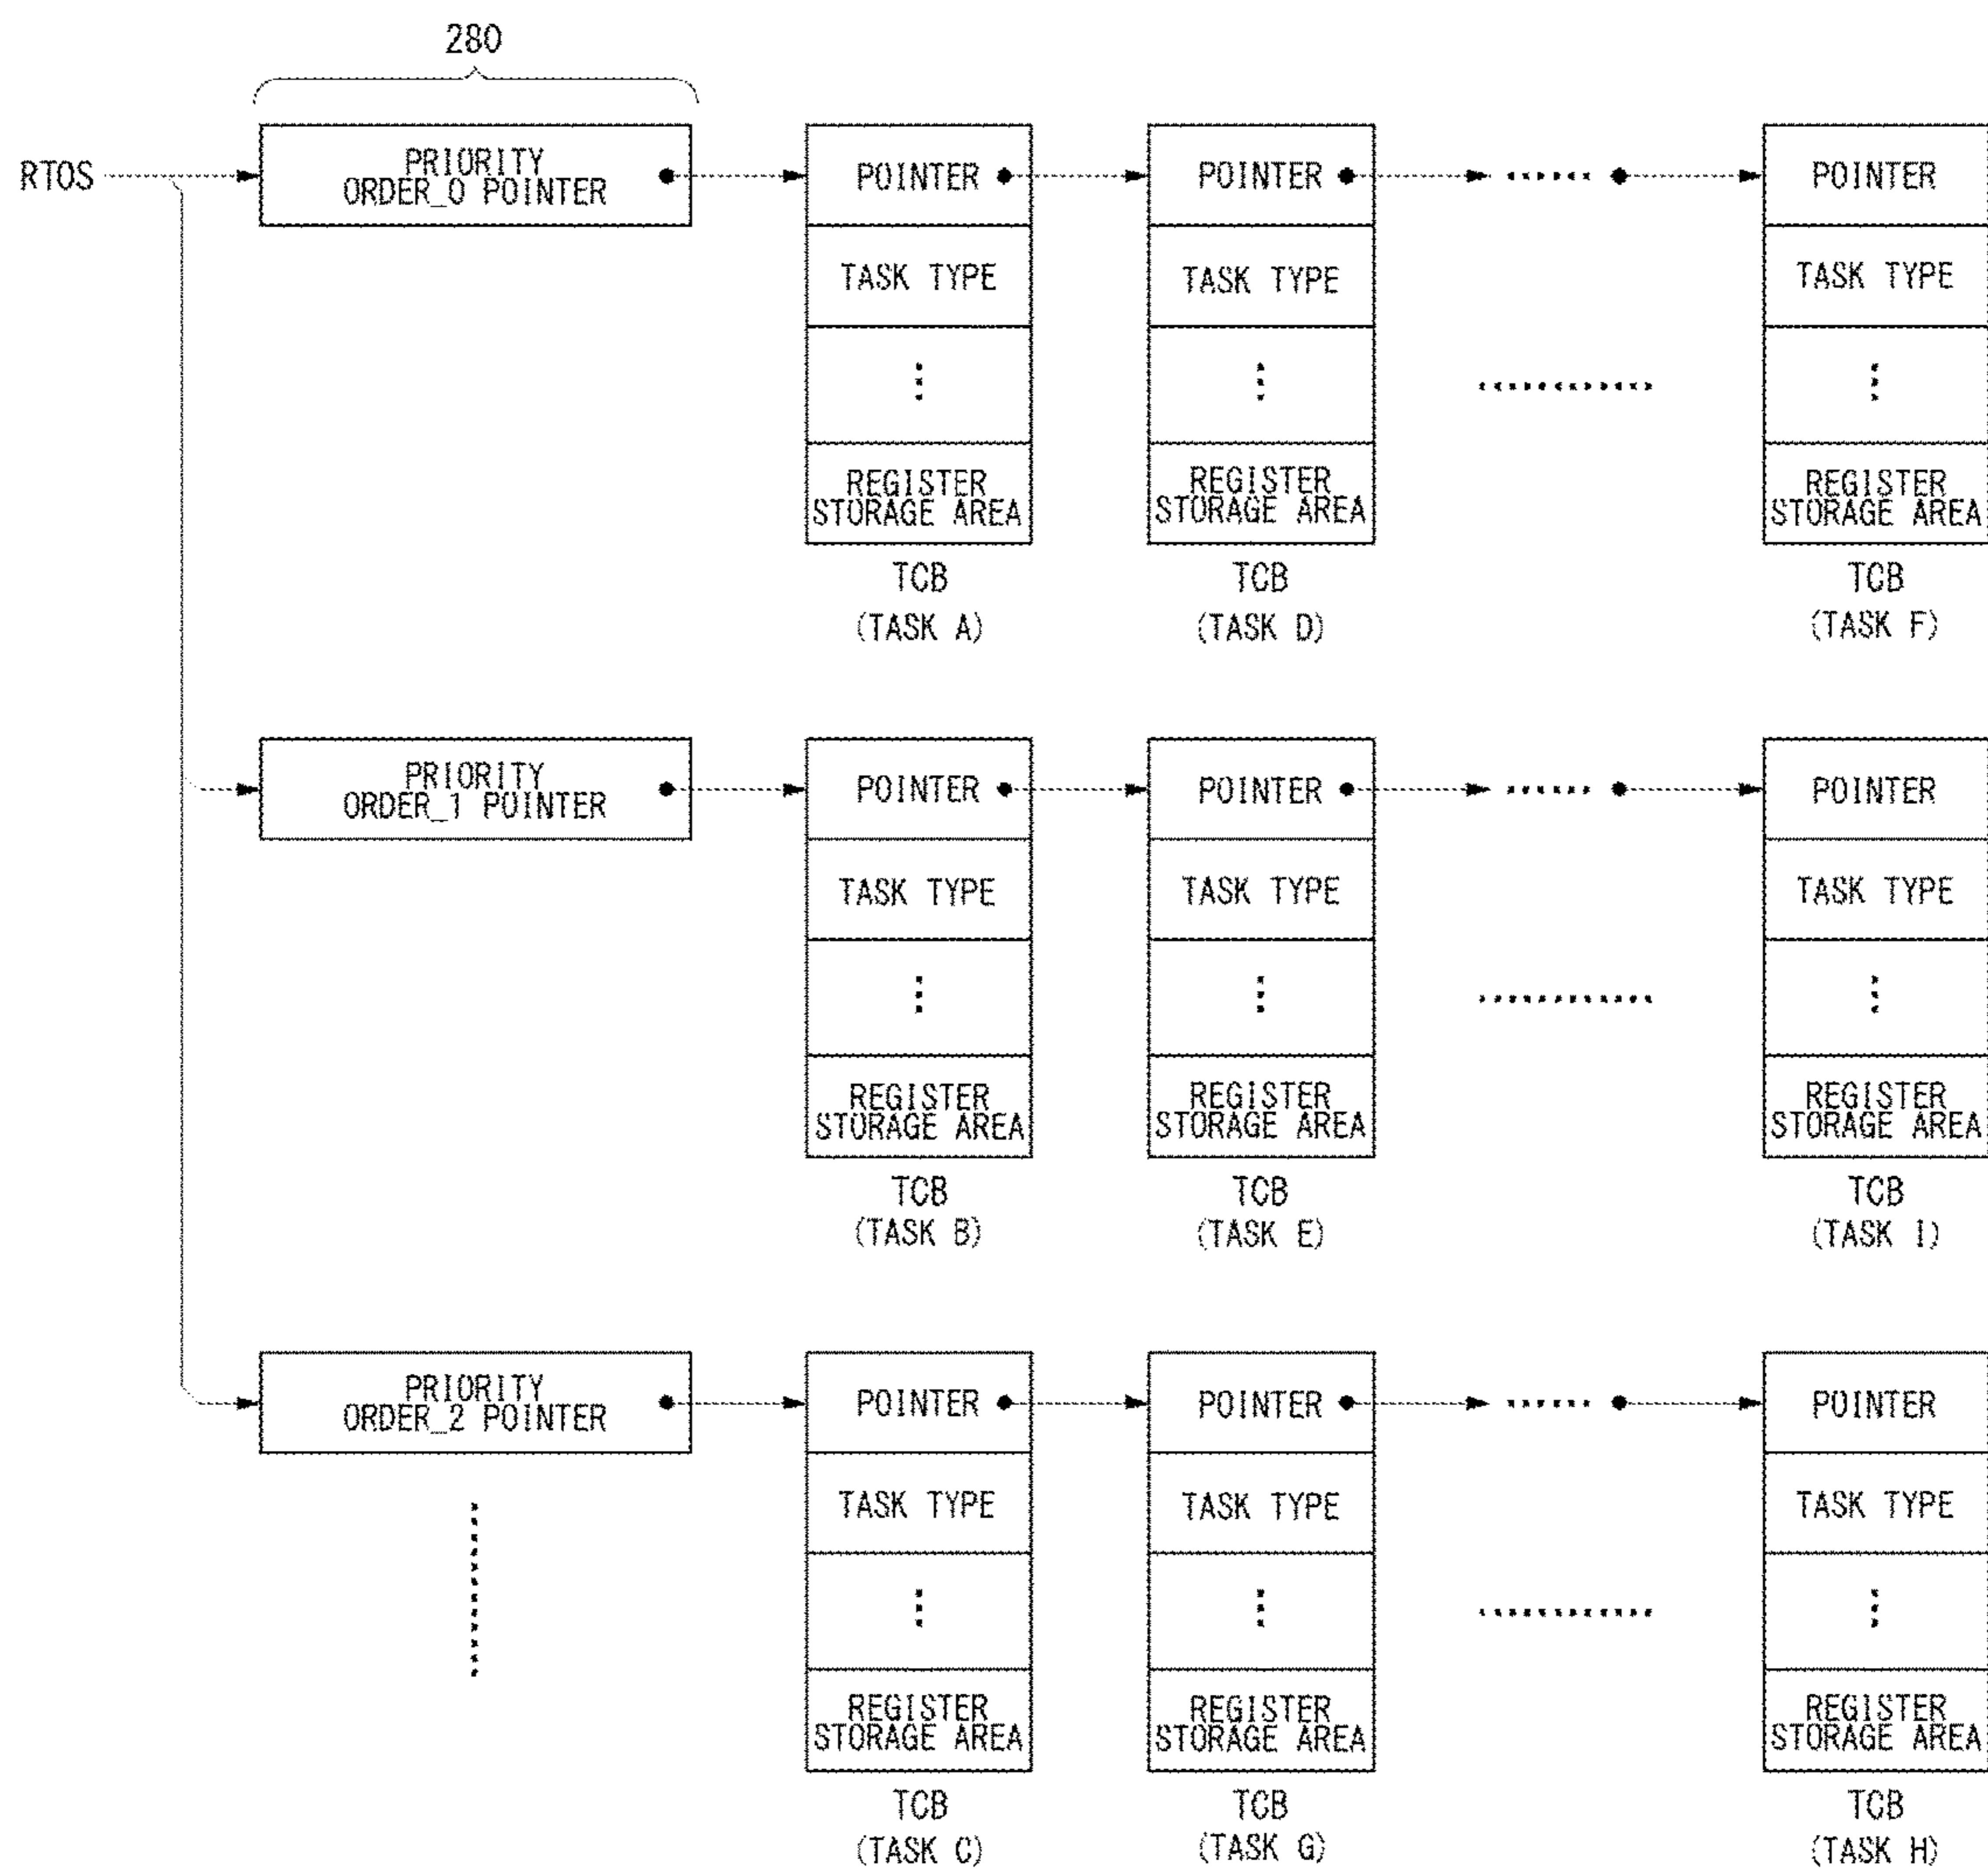 280
RTOS
PRIORITY
ORDER_0 POINTER
POINTER
POINTER
POINTER
TASK TYPE
TASK TYPE
TASK TYPE
REGISTER
STORAGE AREA
REGISTER
STORAGE AREA
REGISTER
STORAGE AREA
TCB
(TASK A)
TCB
(TASK D)
TCB
(TASK F)
PRIORITY
ORDER_1 POINTER
POINTER
POINTER
POINTER
TASK TYPE
TASK TYPE
TASK TYPE
REGISTER
STORAGE AREA
REGISTER
STORAGE AREA
REGISTER
STORAGE AREA
TCB
(TASK B)
TCB
(TASK E)
TCB
(TASK I)
PRIORITY
ORDER_2 POINTER
POINTER
POINTER
POINTER
TASK TYPE
TASK TYPE
TASK TYPE
REGISTER
STORAGE AREA
REGISTER
STORAGE AREA
REGISTER
STORAGE AREA
TCB
(TASK C)
TCB
(TASK G)
TCB
(TASK H)